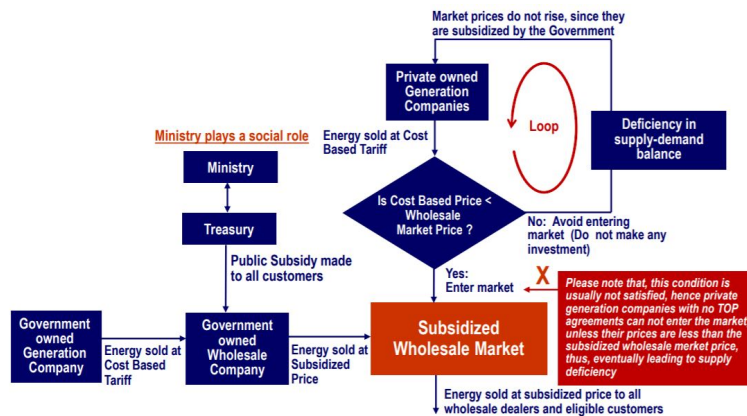 Market prices do not rise, since
they are subsidized by the Government
Private owned
Generation
Companies
Loop
Deficiency in
supply-demand
balance
Ministry plays a social role
Energy sold at Cost
Based Tariff
Ministry
Treasury
Is Cost Based Price <
Wholesale
Market Price ?
No: Avoid entering
market (Do not make any
investment)
Public Subsidy made
to all customers
Yes:
Enter market
X
Please note that, this condition is
usually not satisfied, hence private
generation companies with no TOP
agreements can not enter the market
unless their prices are less than the
subsidized wholesale merket price,
thus, eventually leading to supply
deficiency
Government
owned
Generation
Company
Energy sold at
Cost Based
Tariff
Government
owned
Wholesale
Company
Energy sold at
Subsidized
Price
Subsidized
Wholesale Market
Energy sold at subsidized price to all
wholesale dealers and eligible customers